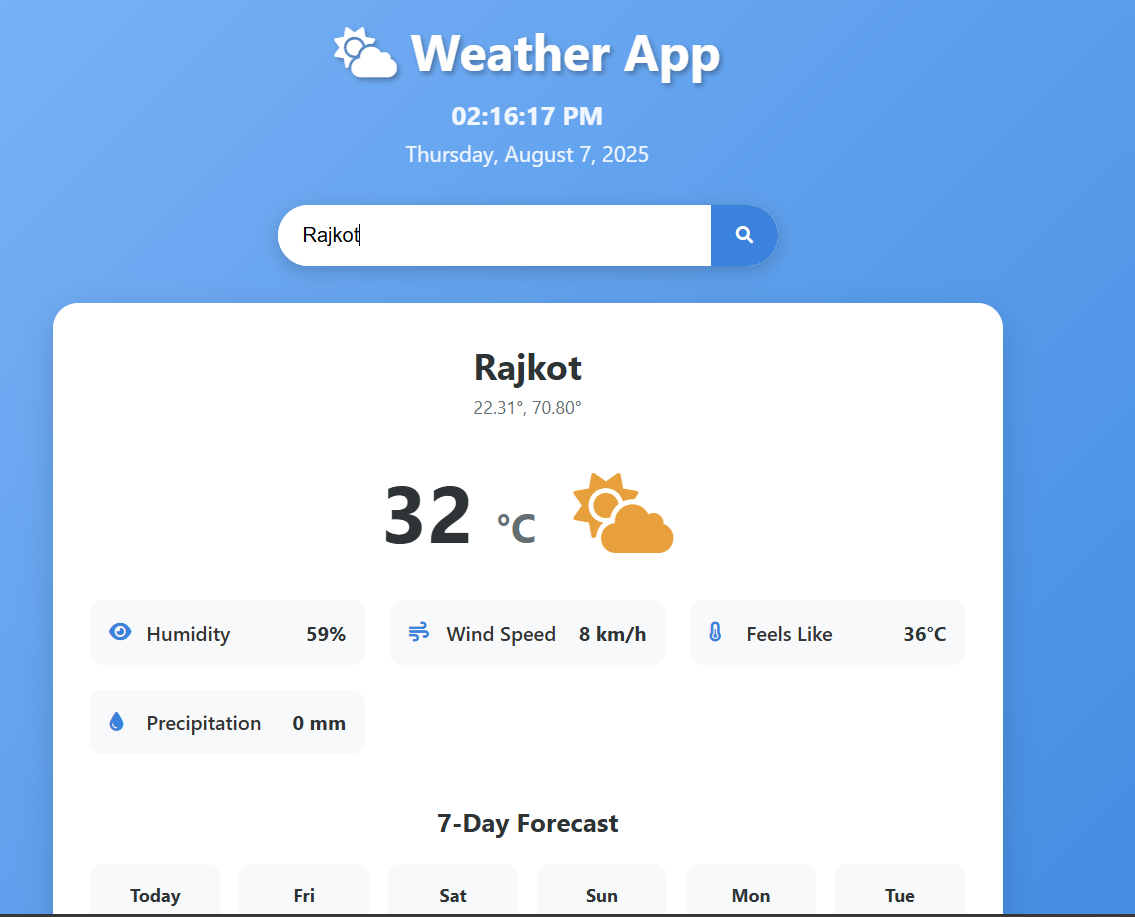 Weather App
02:16:17 PM
Thursday, August 7, 2025
Rajkot
Rajkot
22.31°, 70.80°
32 °C
Humidity 59% Wind Speed 8 km/h Feels Like 36°C
Precipitation 0 mm
7-Day Forecast
Today Fri Sat Sun Mon Tue